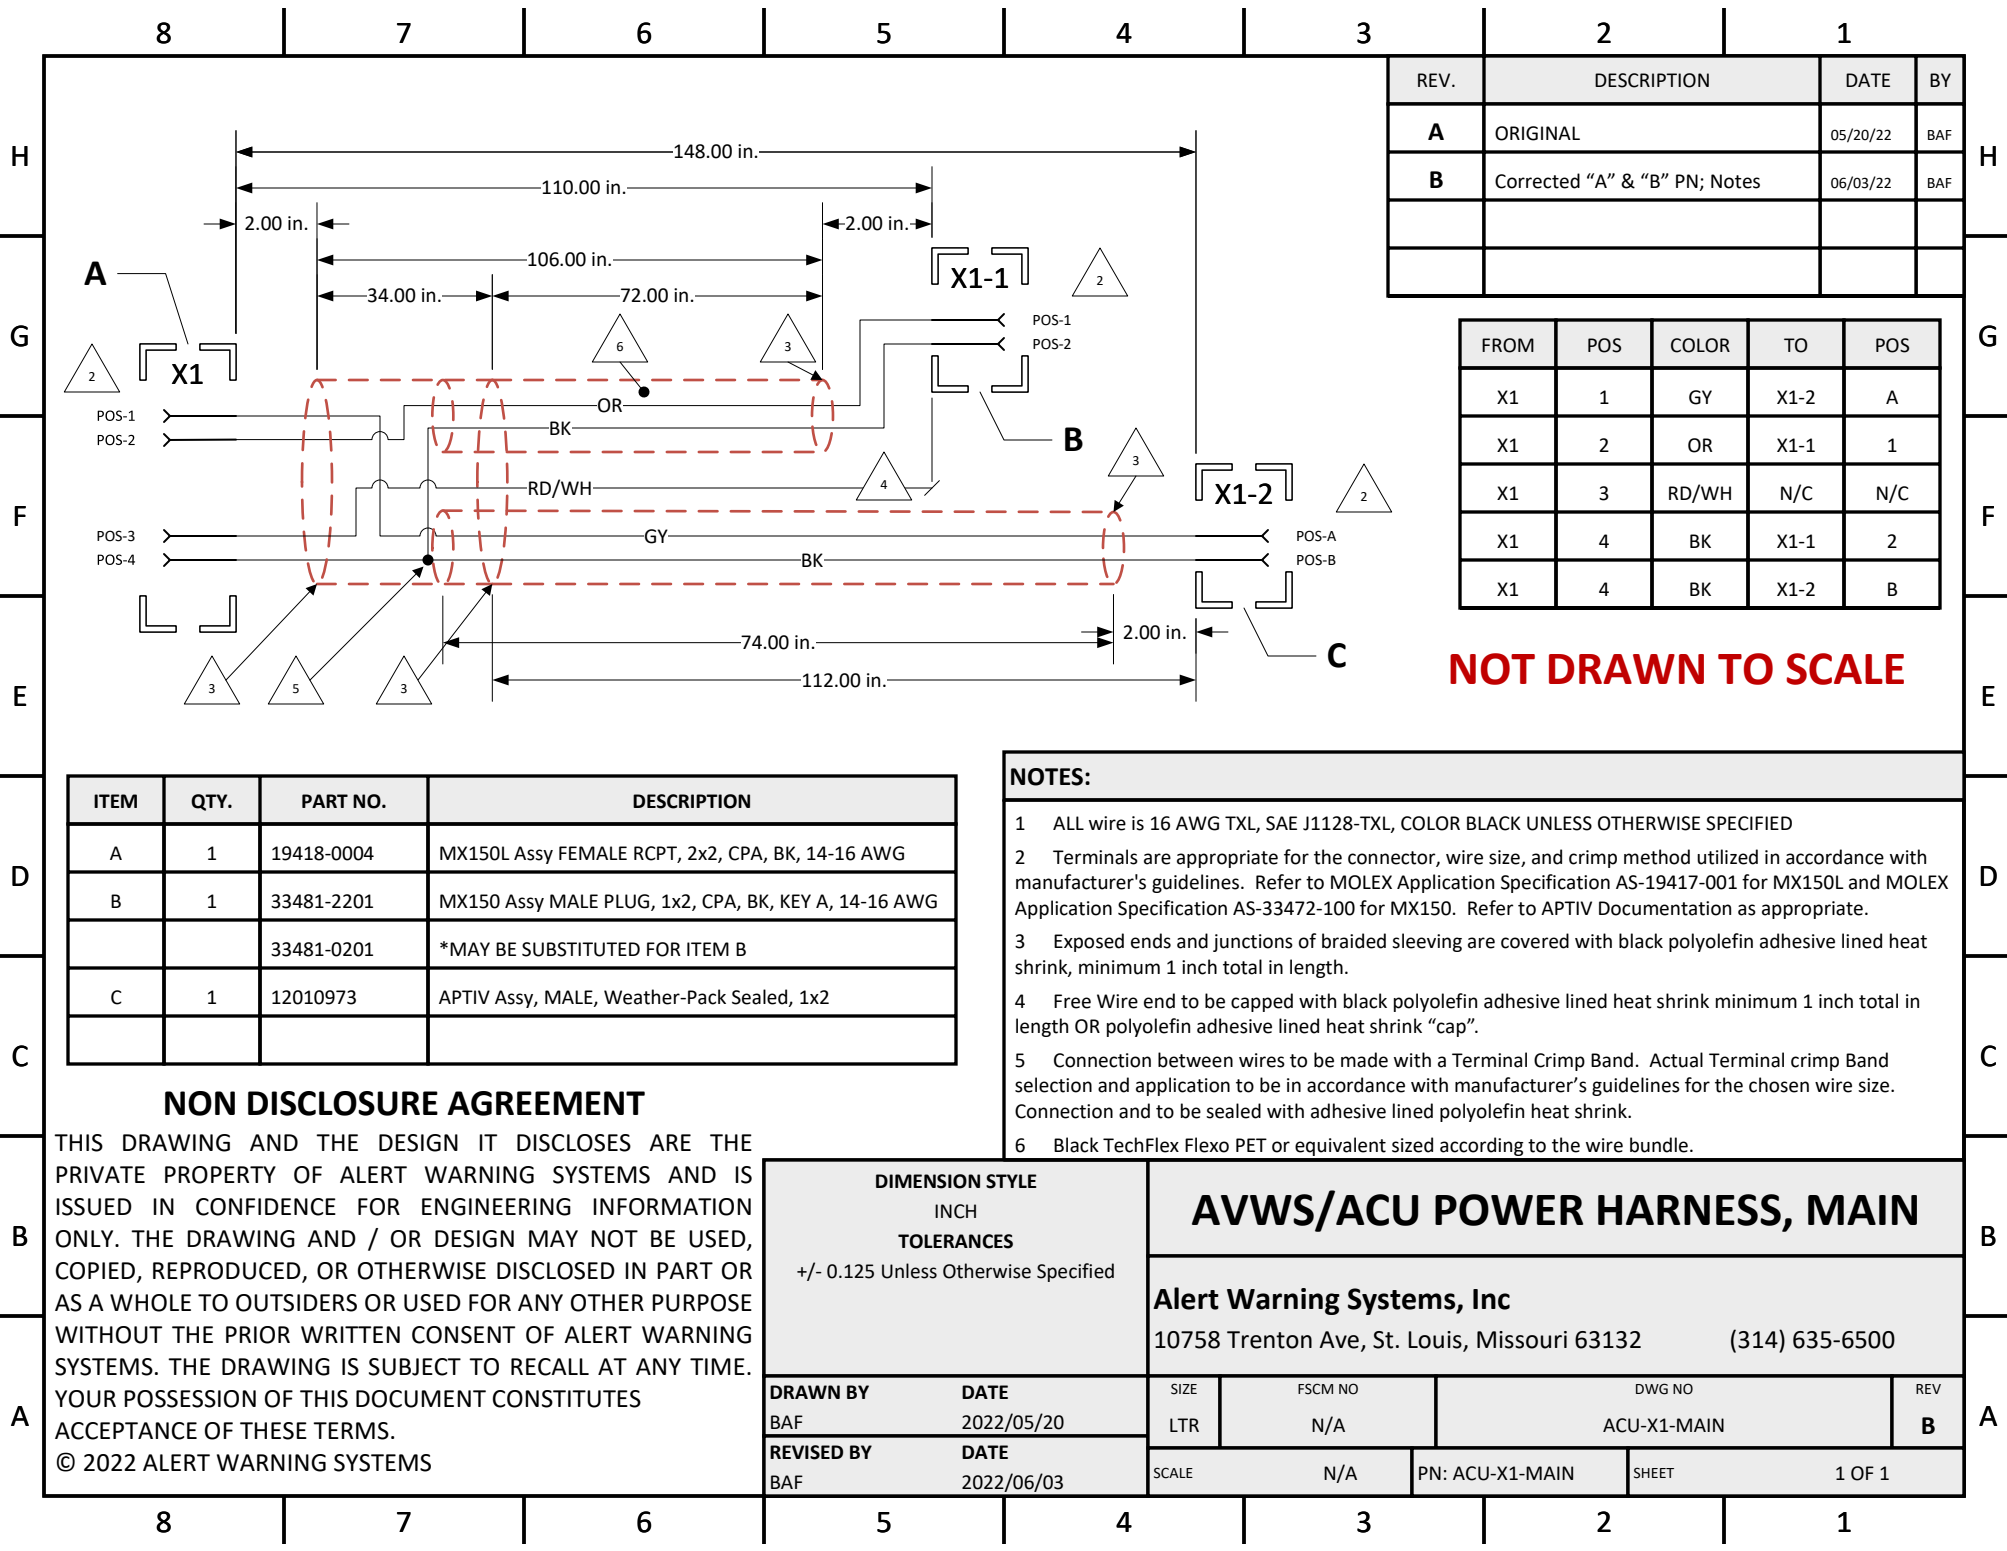 8 7 6 5 4 3 2 1
H
G
F
E
D
C
B
A
REV. DESCRIPTION DATE BY
A ORIGINAL 05/20/22 BAF
B Corrected “A” & “B” PN; Notes 06/03/22 BAF
148.00 in.
110.00 in.
2.00 in. 2.00 in.
106.00 in.
34.00 in. 72.00 in.
A
X1
2
POS-1
POS-2
POS-3
POS-4
6
3
X1-1
2
POS-1
POS-2
B
OR
BK
RD/WH
4
3
GY
BK
X1-2
2
POS-A
POS-B
C
74.00 in.
2.00 in.
112.00 in.
3
5
3
FROM POS COLOR TO POS
X1 1 GY X1-2 A
X1 2 OR X1-1 1
X1 3 RD/WH N/C N/C
X1 4 BK X1-1 2
X1 4 BK X1-2 B
NOT DRAWN TO SCALE
ITEM QTY. PART NO. DESCRIPTION
A 1 19418-0004 MX150L Assy FEMALE RCPT, 2x2, CPA, BK, 14-16 AWG
B 1 33481-2201 MX150 Assy MALE PLUG, 1x2, CPA, BK, KEY A, 14-16 AWG
33481-0201 *MAY BE SUBSTITUTED FOR ITEM B
C 1 12010973 APTIV Assy, MALE, Weather-Pack Sealed, 1x2
NOTES:
1 ALL wire is 16 AWG TXL, SAE J1128-TXL, COLOR BLACK UNLESS OTHERWISE SPECIFIED
2 Terminals are appropriate for the connector, wire size, and crimp method utilized in accordance with
manufacturer's guidelines. Refer to MOLEX Application Specification AS-19417-001 for MX150L and MOLEX
Application Specification AS-33472-100 for MX150. Refer to APTIV Documentation as appropriate.
3 Exposed ends and junctions of braided sleeving are covered with black polyolefin adhesive lined heat
shrink, minimum 1 inch total in length.
4 Free Wire end to be capped with black polyolefin adhesive lined heat shrink minimum 1 inch total in
length OR polyolefin adhesive lined heat shrink “cap”.
5 Connection between wires to be made with a Terminal Crimp Band. Actual Terminal crimp Band
selection and application to be in accordance with manufacturer’s guidelines for the chosen wire size.
Connection and to be sealed with adhesive lined polyolefin heat shrink.
6 Black TechFlex Flexo PET or equivalent sized according to the wire bundle.
NON DISCLOSURE AGREEMENT
THIS DRAWING AND THE DESIGN IT DISCLOSES ARE THE
PRIVATE PROPERTY OF ALERT WARNING SYSTEMS AND IS
ISSUED IN CONFIDENCE FOR ENGINEERING INFORMATION
ONLY. THE DRAWING AND / OR DESIGN MAY NOT BE USED,
COPIED, REPRODUCED, OR OTHERWISE DISCLOSED IN PART OR
AS A WHOLE TO OUTSIDERS OR USED FOR ANY OTHER PURPOSE
WITHOUT THE PRIOR WRITTEN CONSENT OF ALERT WARNING
SYSTEMS. THE DRAWING IS SUBJECT TO RECALL AT ANY TIME.
YOUR POSSESSION OF THIS DOCUMENT CONSTITUTES
ACCEPTANCE OF THESE TERMS.
© 2022 ALERT WARNING SYSTEMS
DIMENSION STYLE
INCH
TOLERANCES
+/- 0.125 Unless Otherwise Specified
DRAWN BY DATE
BAF 2022/05/20
REVISED BY DATE
BAF 2022/06/03
AVWS/ACU POWER HARNESS, MAIN
Alert Warning Systems, Inc
10758 Trenton Ave, St. Louis, Missouri 63132 (314) 635-6500
SIZE FSCM NO DWG NO REV
LTR N/A ACU-X1-MAIN B
SCALE N/A PN: ACU-X1-MAIN SHEET 1 OF 1
H
G
F
E
D
C
B
A
8 7 6 5 4 3 2 1